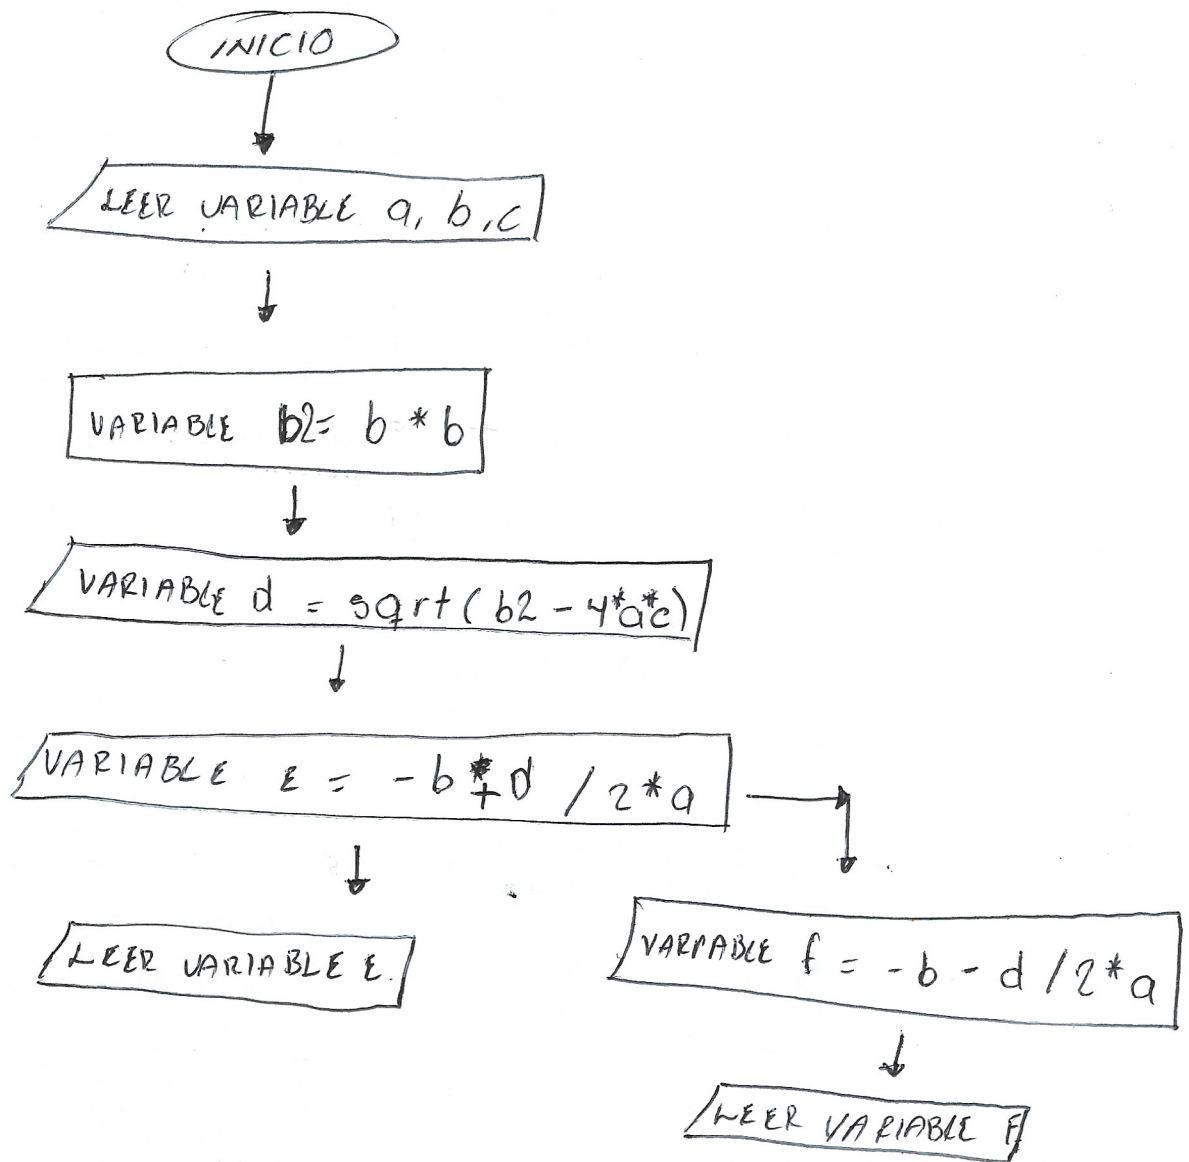 INICIO
LEER VARIABLE a, b, c
VARIABLE b2= b * b
VARIABLE d = sqrt(b2 - 4*a*c)
VARIABLE E = -b + d / 2*a
LEER VARIABLE E.
VARIABLE f = -b - d / 2*a
LEER VARIABLE F